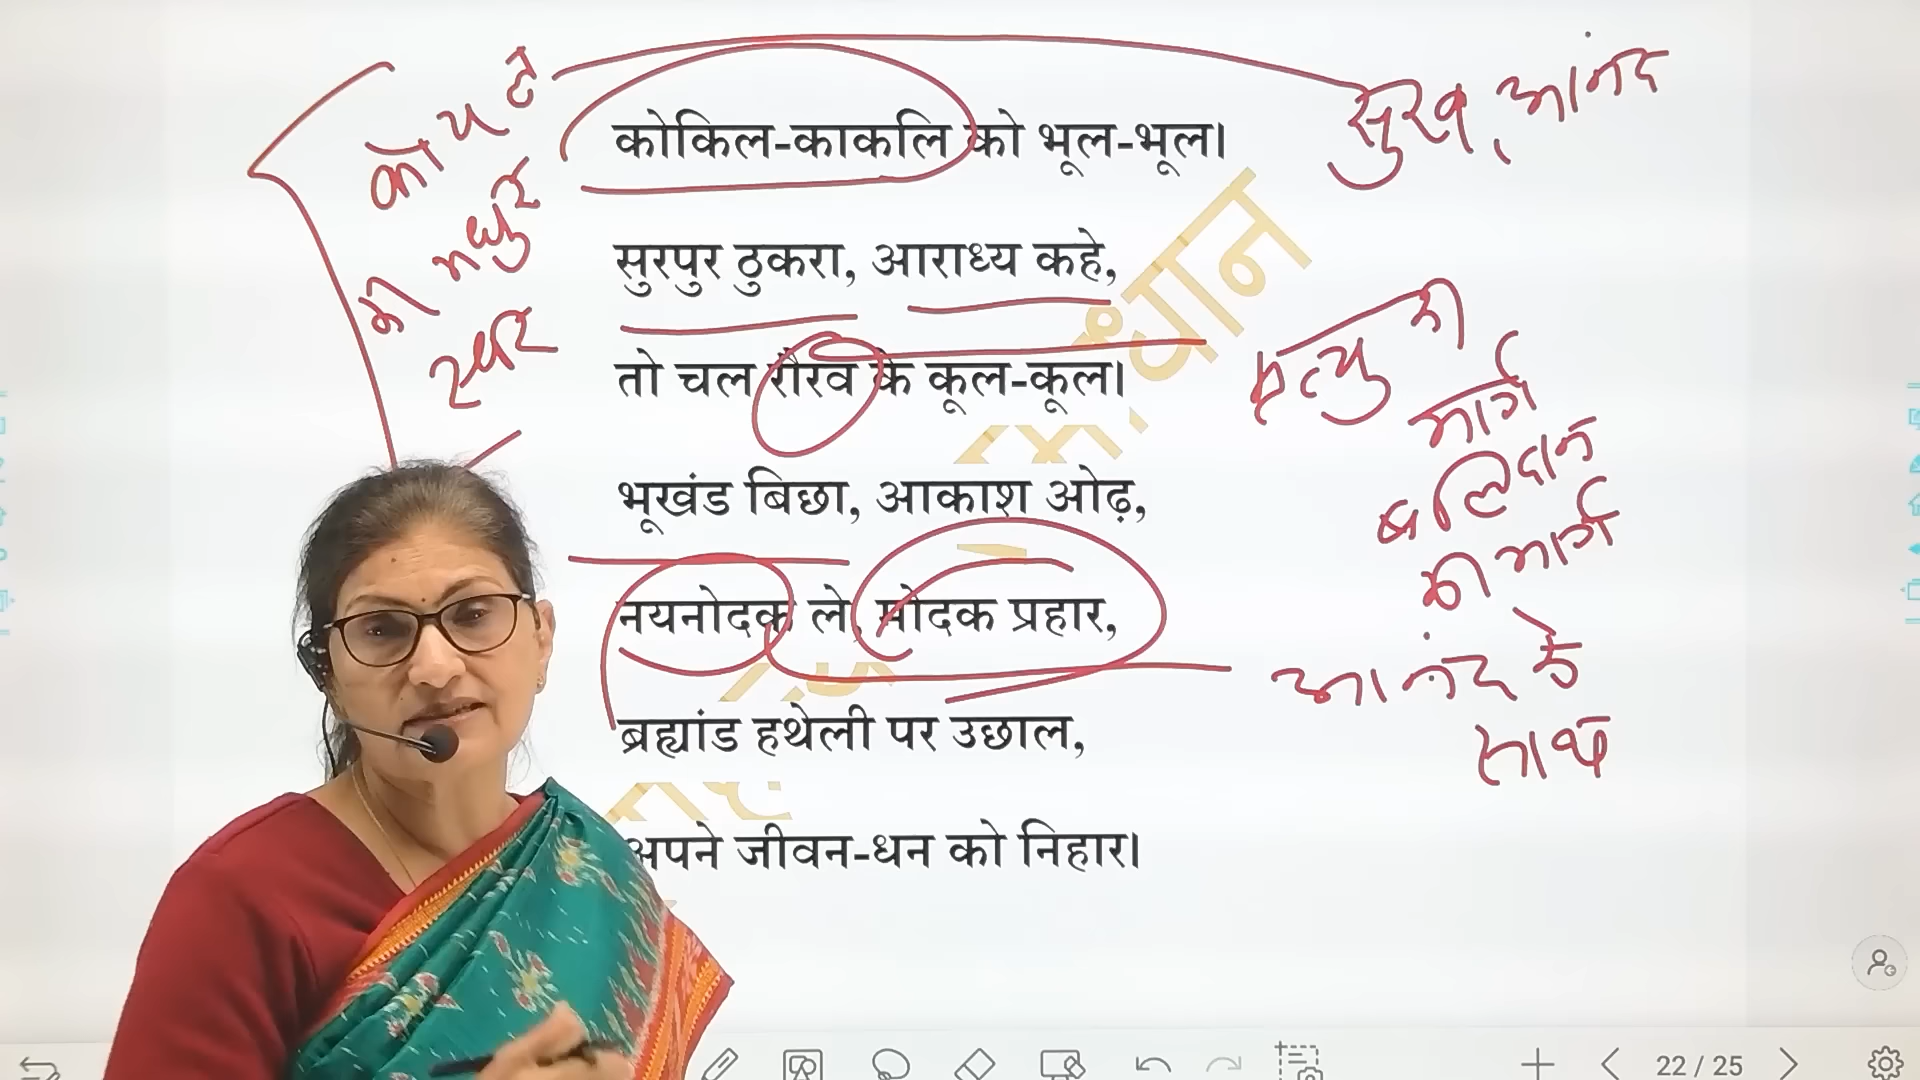 कोकिल-काकलि को भूल-भूल।
सुरपुर ठुकरा, आराध्य कहे,
तो चल रौरव के कूल-कूल।
भूखंड बिछा, आकाश ओढ़,
नयनोदक ले, मोदक प्रहार,
ब्रह्मांड हथेली पर उछाल,
अपने जीवन-धन को निहार।
कोयल
का मधुर
स्वर
सुख, आनंद
मृत्यु का
मार्ग
बलिदान
का मार्ग
आनंद के
साथ
22 / 25